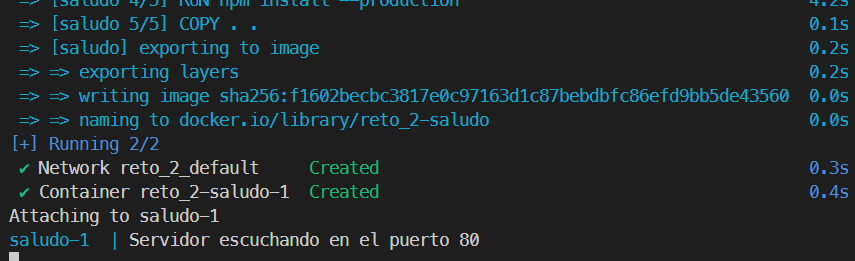 => [saludo 4/5] RUN npm install --production 4.2s
=> [saludo 5/5] COPY . . 0.1s
=> [saludo] exporting to image 0.2s
=> => exporting layers 0.2s
=> => writing image sha256:f1602becbc3817e0c97163d1c87bebdbfc86efd9bb5de43560 0.0s
=> => naming to docker.io/library/reto_2-saludo 0.0s
[+] Running 2/2
✔ Network reto_2_default Created 0.3s
✔ Container reto_2-saludo-1 Created 0.4s
Attaching to saludo-1
saludo-1 | Servidor escuchando en el puerto 80